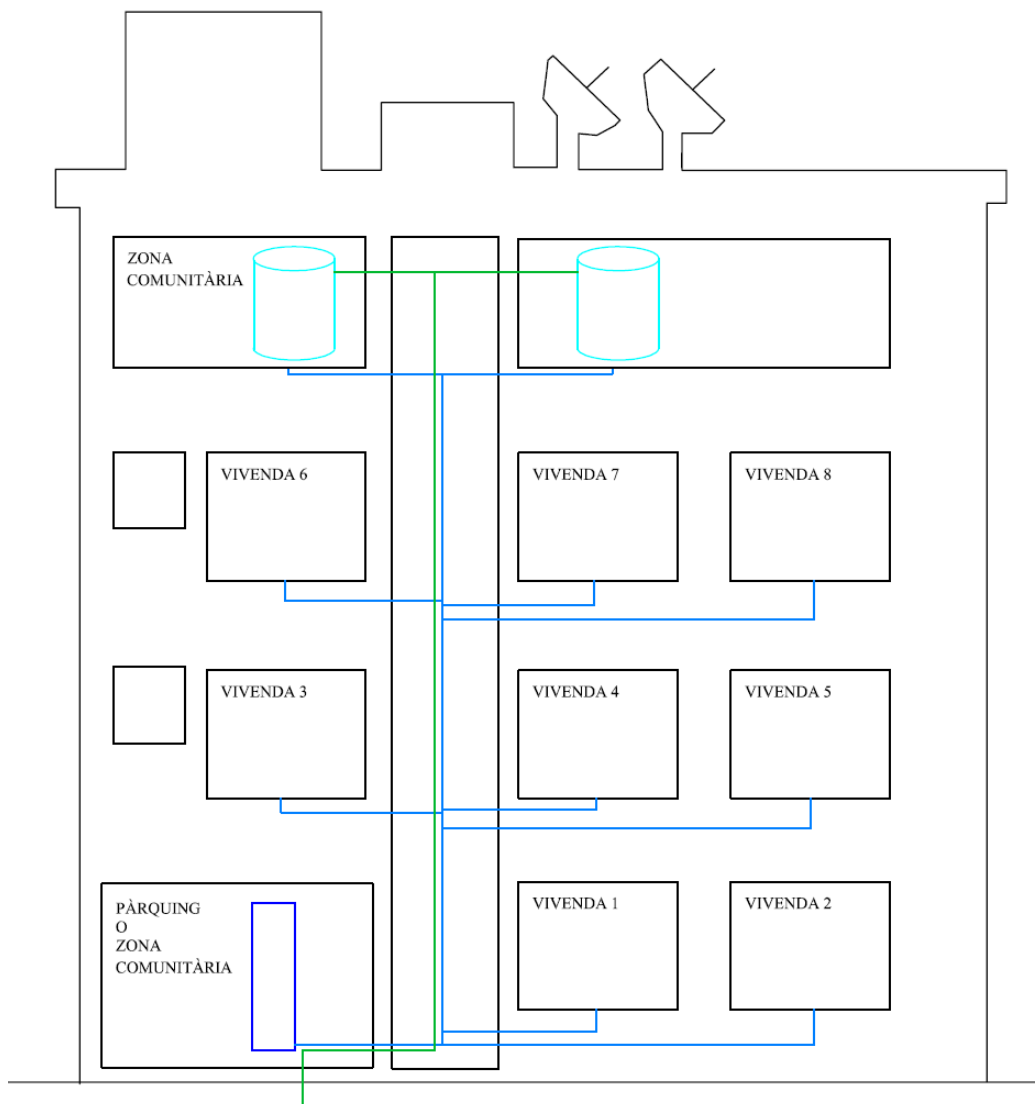 ZONA
COMUNITÀRIA
VIVENDA 6
VIVENDA 7
VIVENDA 8
VIVENDA 3
VIVENDA 4
VIVENDA 5
PÀRQUING
O
ZONA
COMUNITÀRIA
VIVENDA 1
VIVENDA 2